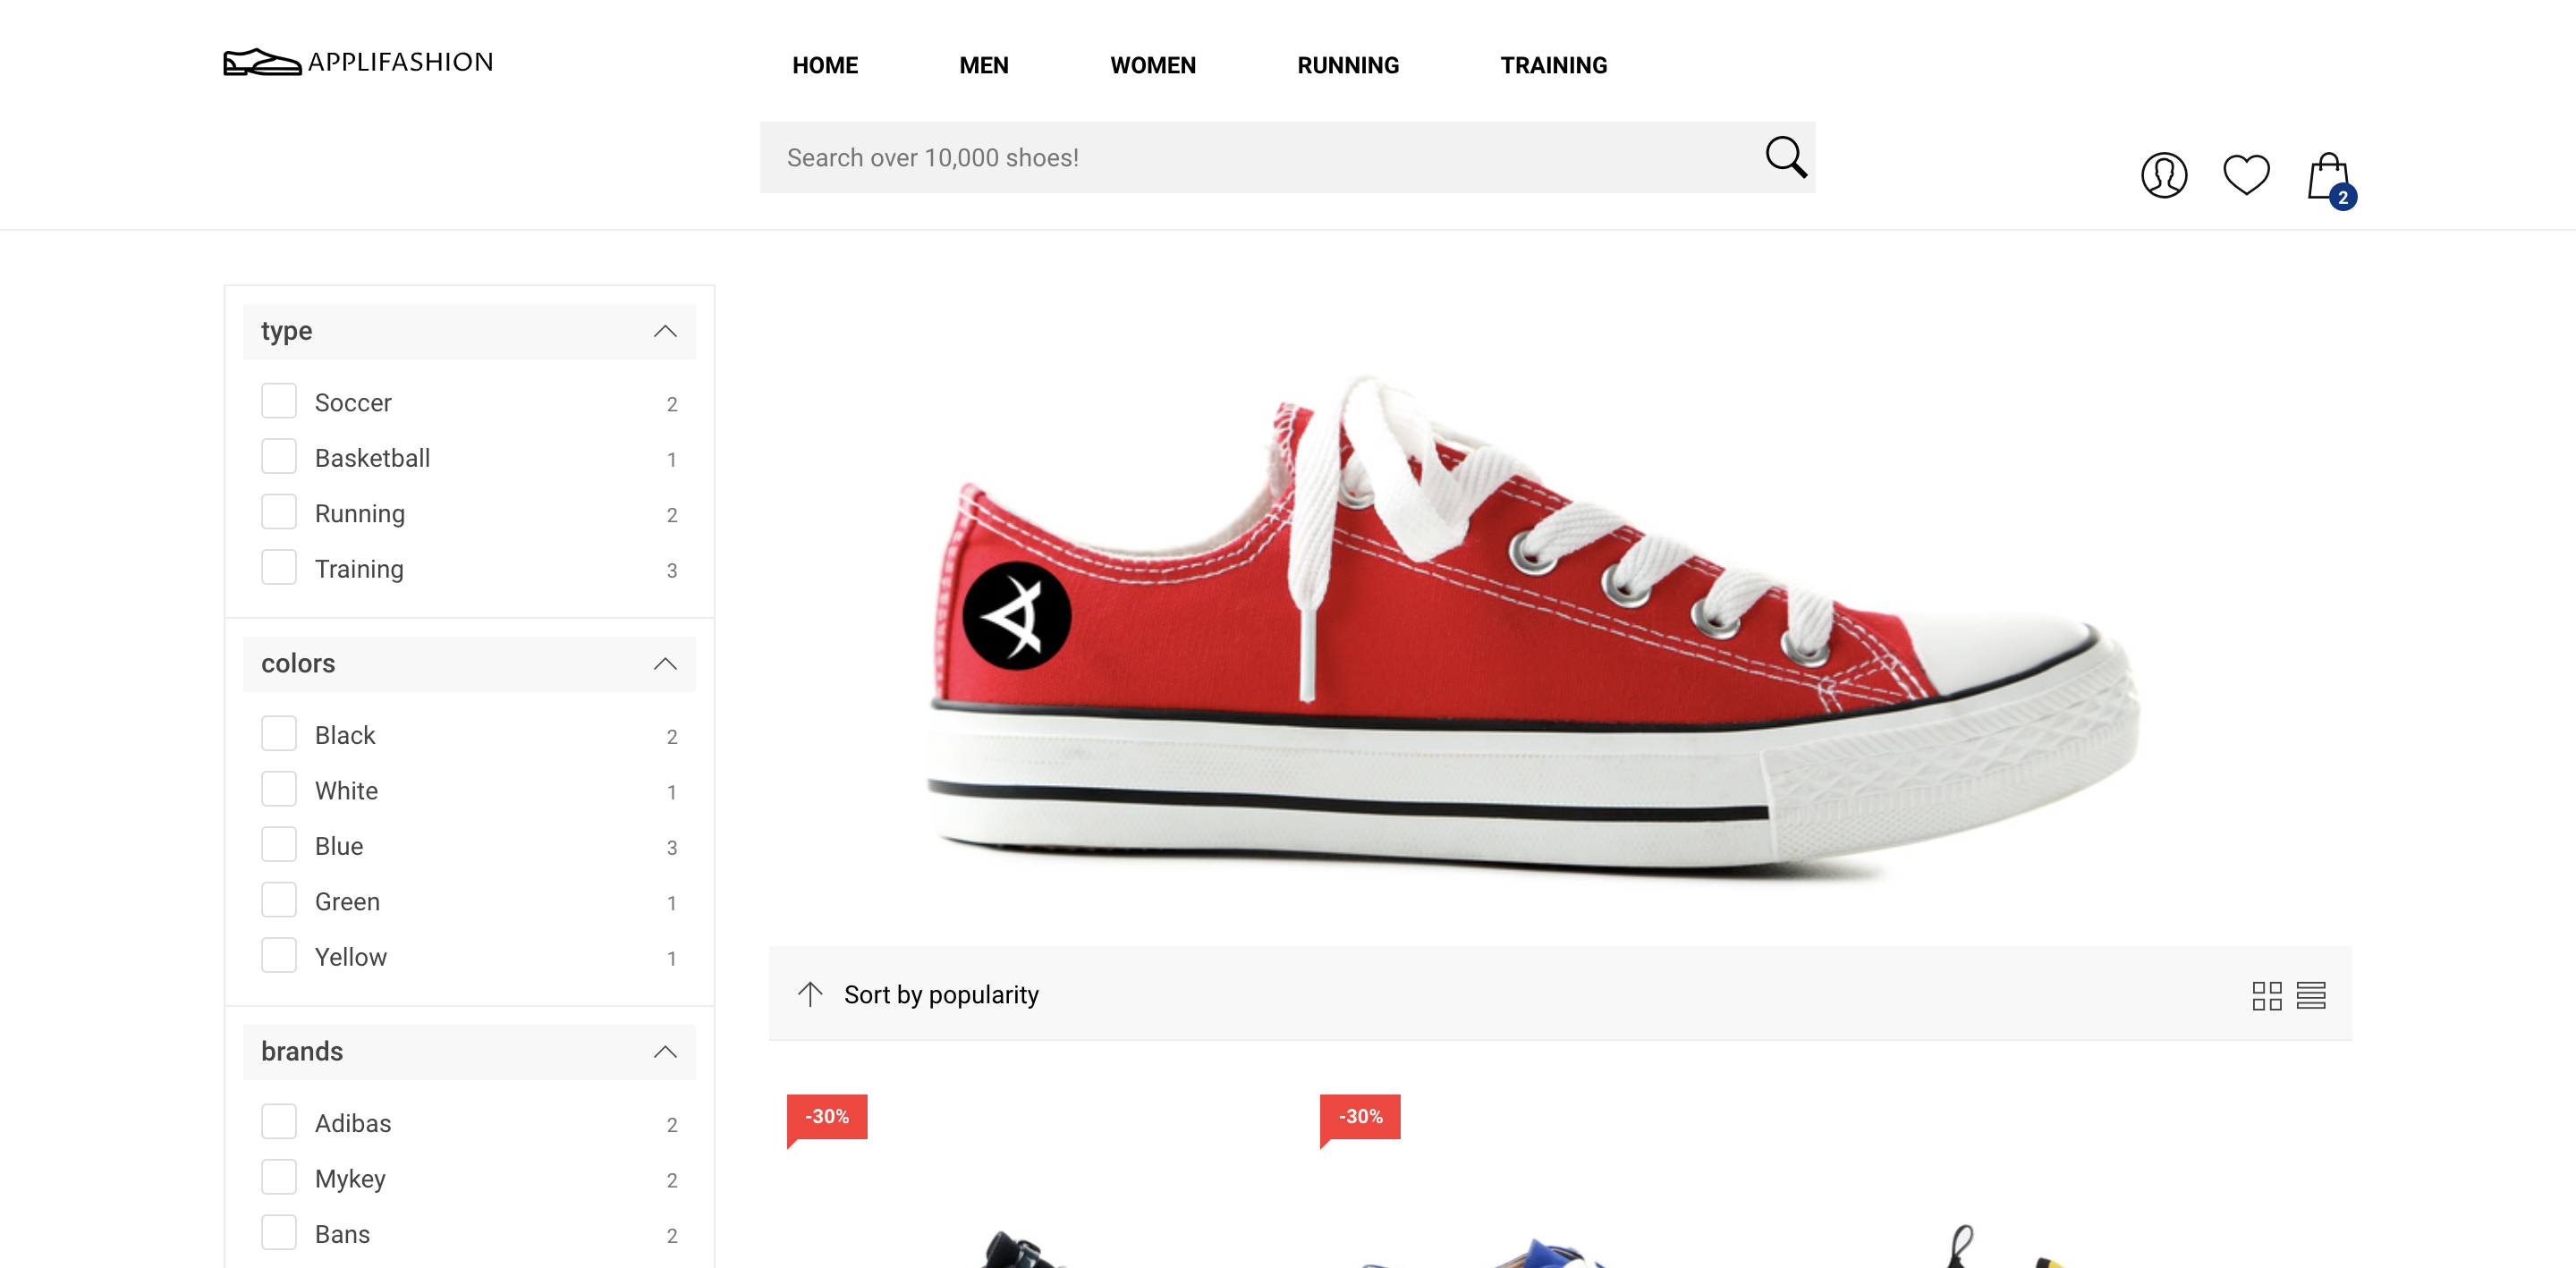 APPLIFASHION
HOME MEN WOMEN RUNNING TRAINING
Search over 10,000 shoes!
2
type
Soccer 2
Basketball 1
Running 2
Training 3
colors
Black 2
White 1
Blue 3
Green 1
Yellow 1
brands
Adibas 2
Mykey 2
Bans 2
Sort by popularity
-30% -30%